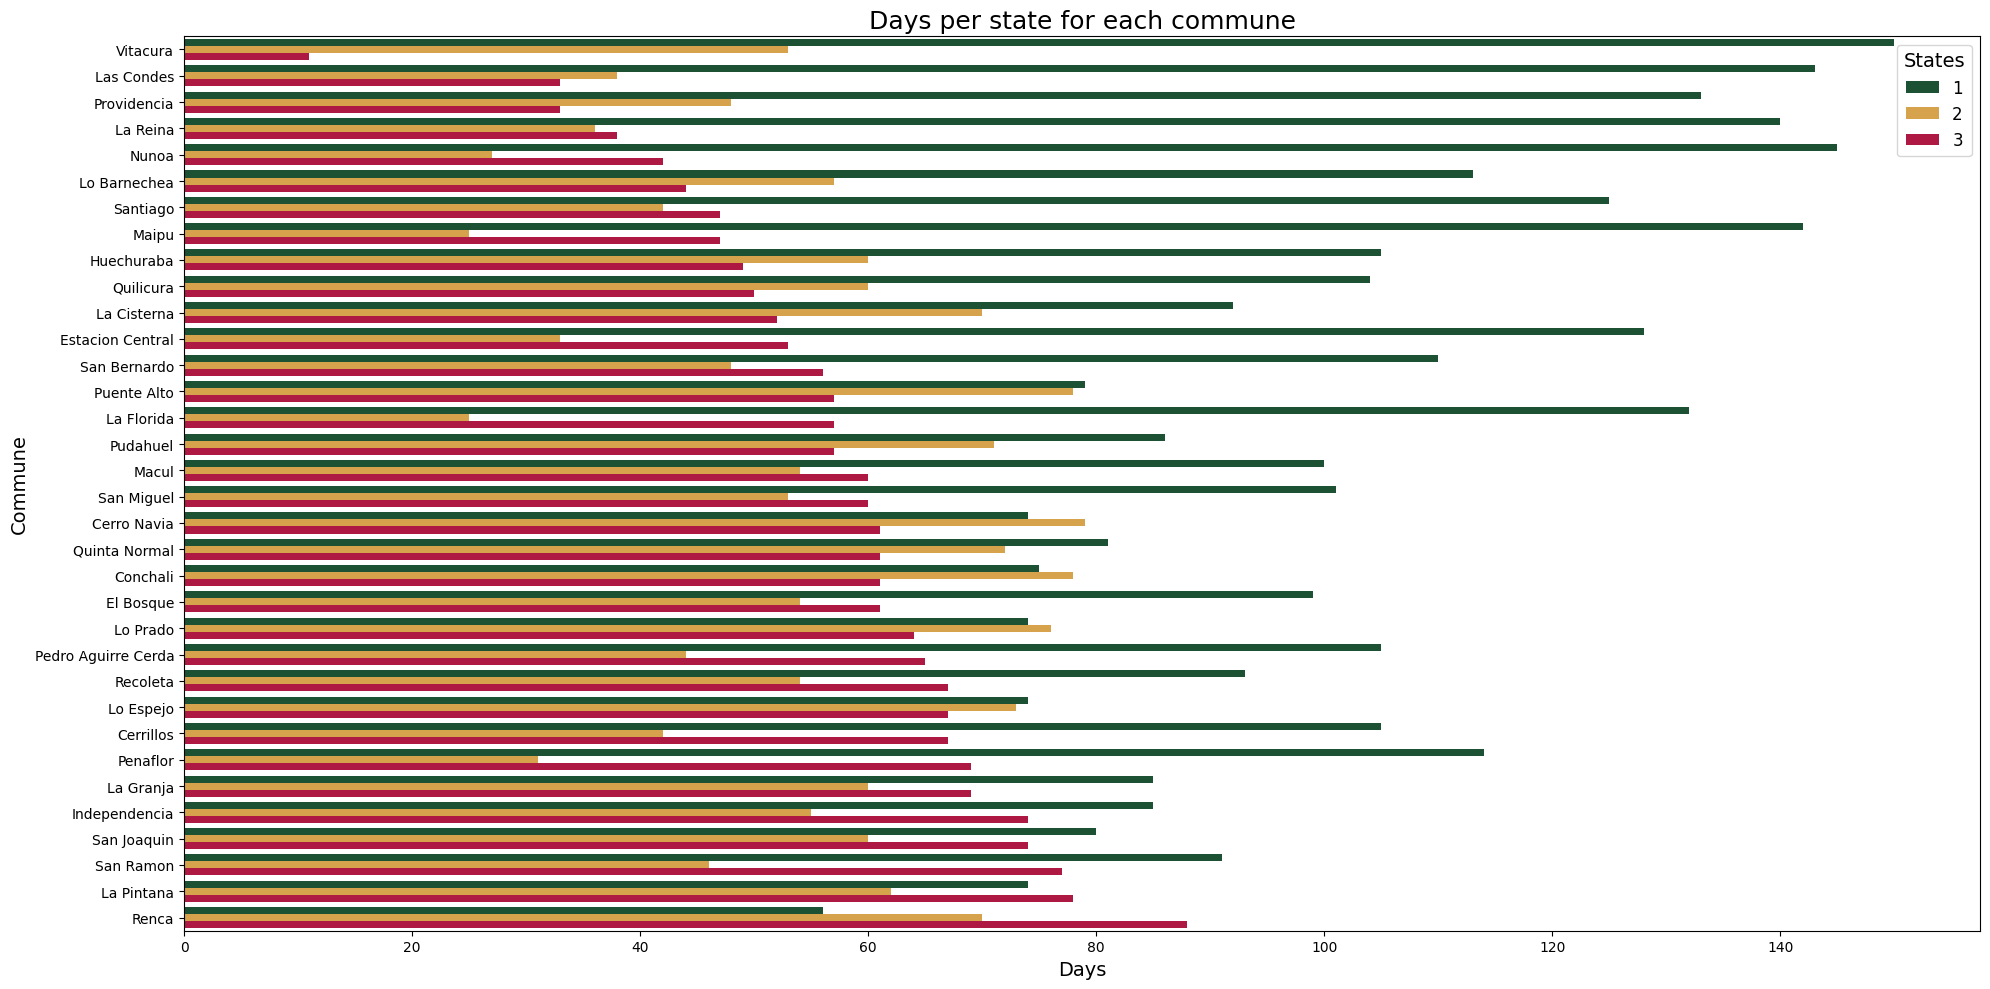 Days per state for each commune
States
1
2
3
Commune
Vitacura
Las Condes
Providencia
La Reina
Nunoa
Lo Barnechea
Santiago
Maipu
Huechuraba
Quilicura
La Cisterna
Estacion Central
San Bernardo
Puente Alto
La Florida
Pudahuel
Macul
San Miguel
Cerro Navia
Quinta Normal
Conchali
El Bosque
Lo Prado
Pedro Aguirre Cerda
Recoleta
Lo Espejo
Cerrillos
Penaflor
La Granja
Independencia
San Joaquin
San Ramon
La Pintana
Renca
0 20 40 60 80 100 120 140
Days